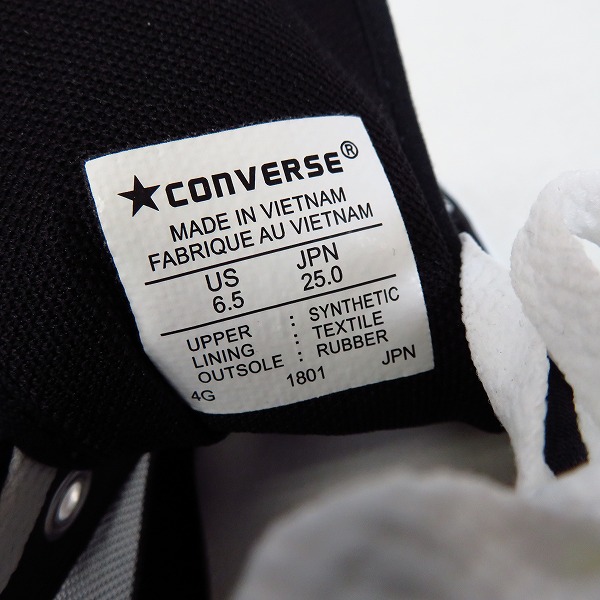 ★CONVERSE®
MADE IN VIETNAM
FABRIQUE AU VIETNAM
US JPN
6.5 25.0
UPPER : SYNTHETIC
LINING : TEXTILE
OUTSOLE : RUBBER
4G 1801 JPN